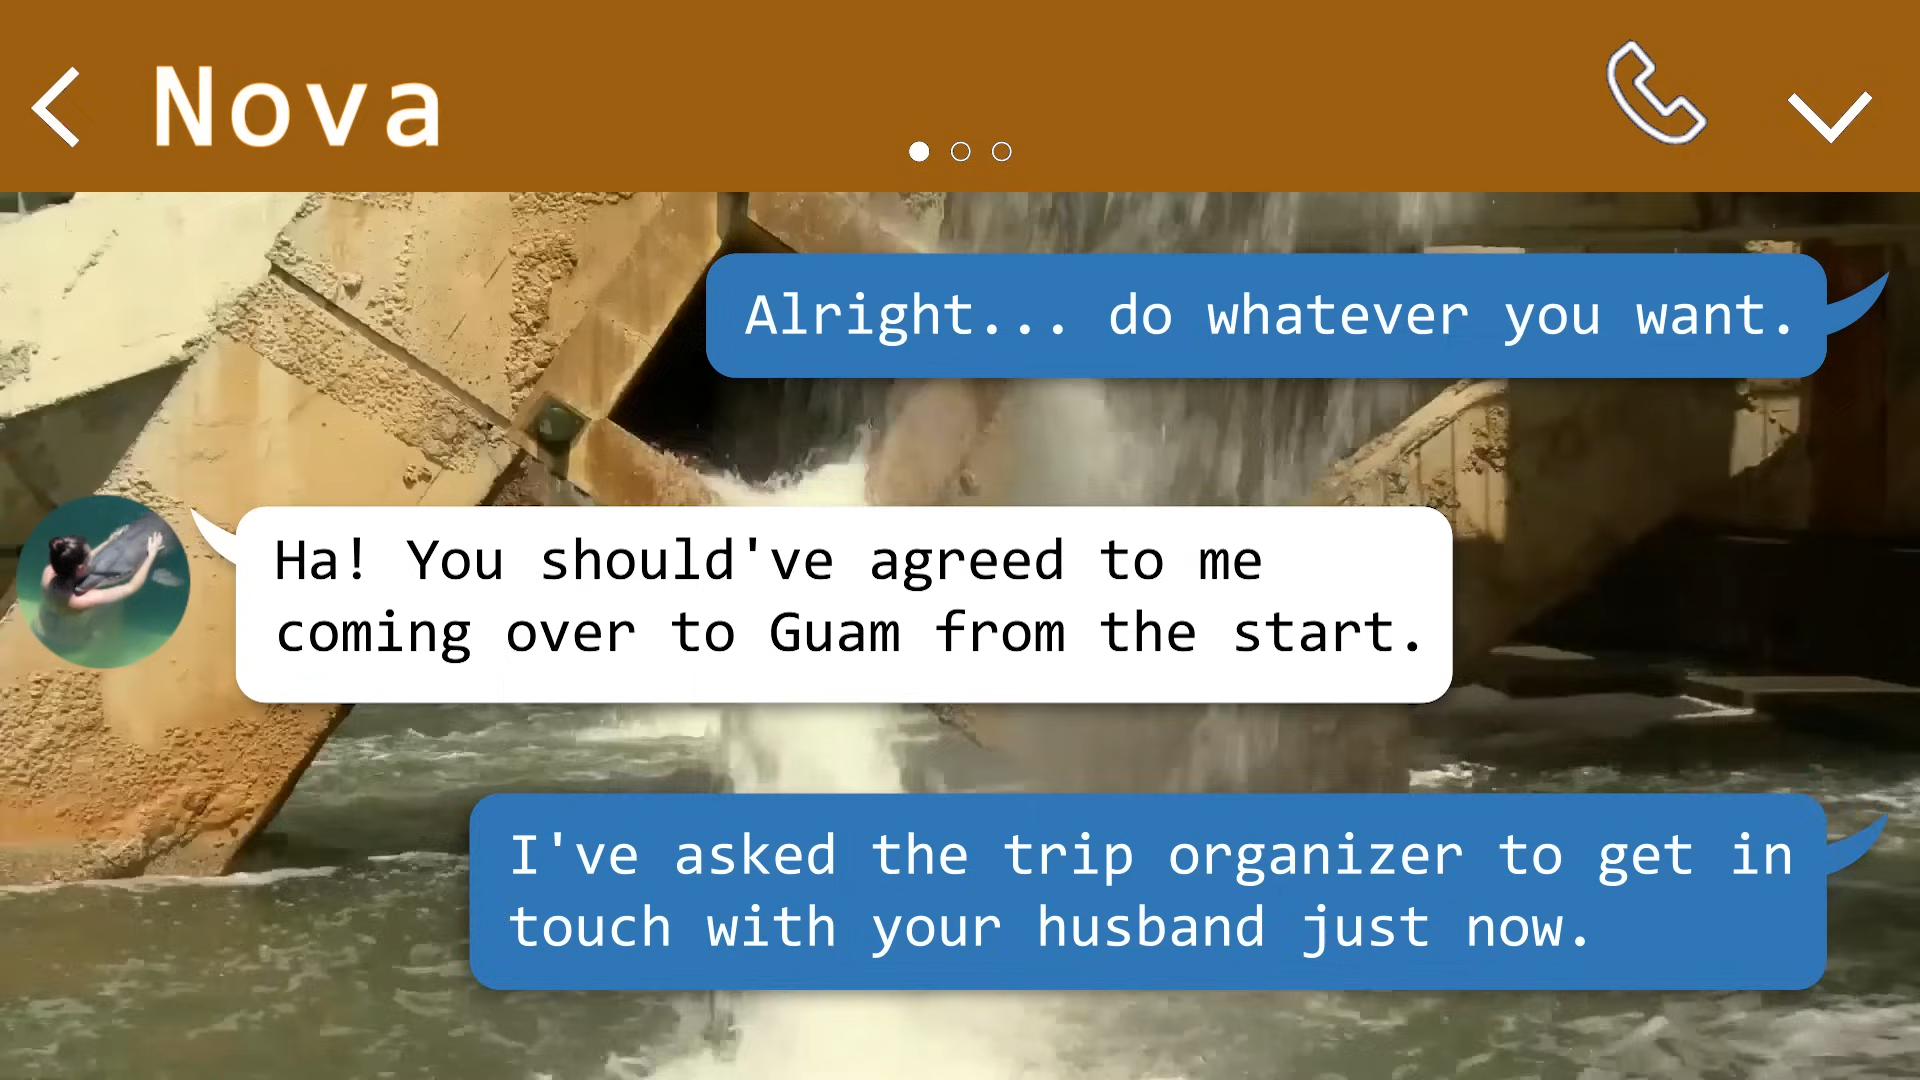 Nova
Alright... do whatever you want.
Ha! You should've agreed to me
coming over to Guam from the start.
I've asked the trip organizer to get in
touch with your husband just now.